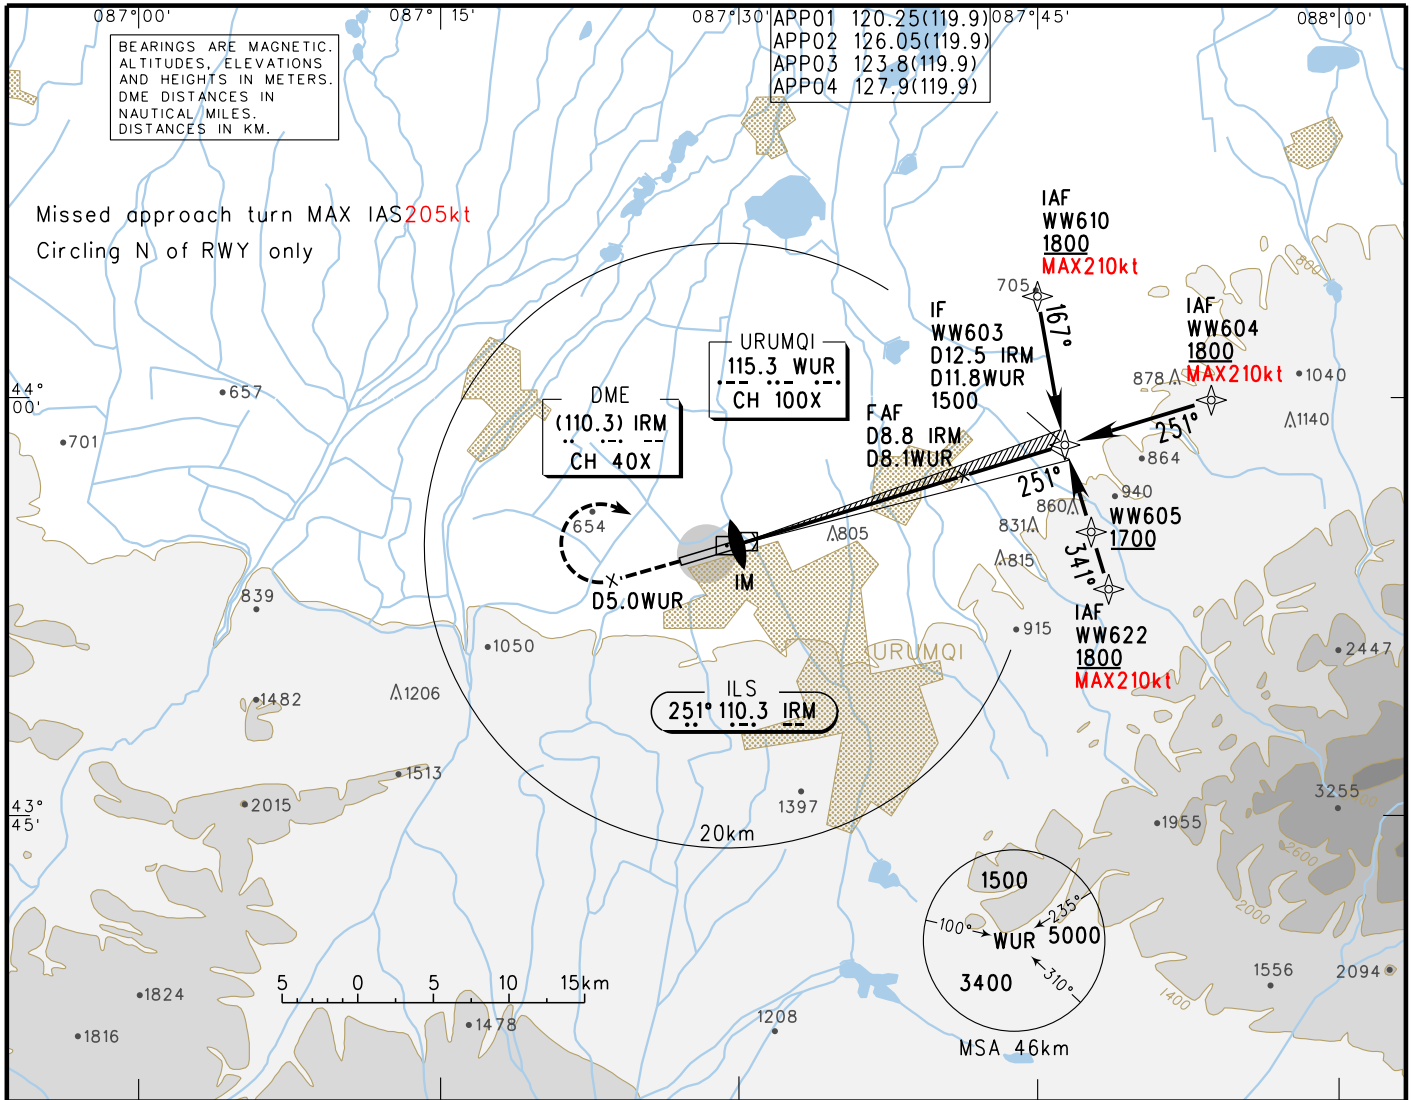 087°00'
087°15'
087°30'
087°45'
088°00'
APP01 120.25(119.9)
APP02 126.05(119.9)
APP03 123.8(119.9)
APP04 127.9(119.9)
BEARINGS ARE MAGNETIC.
ALTITUDES, ELEVATIONS
AND HEIGHTS IN METERS.
DME DISTANCES IN
NAUTICAL MILES.
DISTANCES IN KM.
Missed approach turn MAX IAS205kt
Circling N of RWY only
IAF
WW610
1800
MAX210kt
800
705
167°
IAF
WW604
1800
MAX210kt
IF
WW603
D12.5 IRM
D11.8WUR
1500
URUMQI
115.3 WUR
CH 100X
DME
(110.3) IRM
CH 40X
FAF
D8.8 IRM
D8.1WUR
878
1040
1140
251°
44°
00'
657
701
864
251°
940
860
WW605
1700
831
815
805
654
341°
IM
D5.0WUR
IAF
WW622
1800
MAX210kt
839
915
1050
URUMQI
2447
1482
1206
ILS
251° 110.3 IRM
1513
2015
43°
45'
1397
3255
1955
20km
2600
2000
1500
100°
235°
WUR
5000
310°
3400
MSA 46km
5 0 5 10 15km
1556
2094
1400
1824
1816
1478
1208